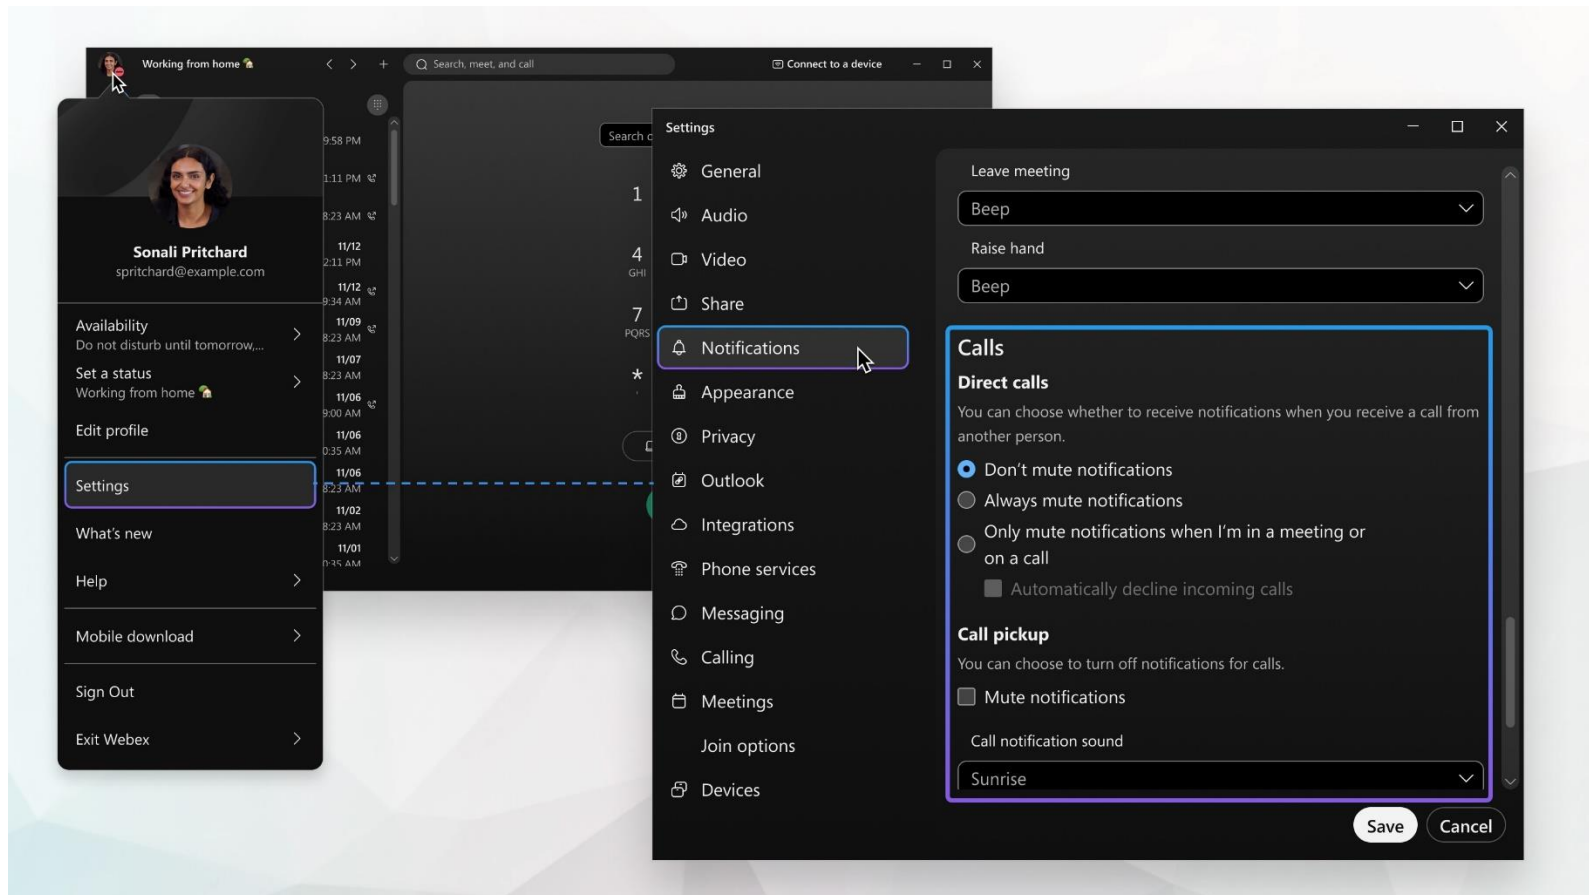 Working from home
Search, meet, and call
Connect to a device
9:58 PM
1:11 PM
8:23 AM
11/12
2:11 PM
11/12
9:34 AM
11/09
8:23 AM
11/07
8:23 AM
11/06
9:00 AM
11/06
0:35 AM
11/06
8:23 AM
11/02
8:23 AM
11/01
0:35 AM
Sonali Pritchard
spritchard@example.com
Availability
Do not disturb until tomorrow,...
Set a status
Working from home
Edit profile
Settings
What's new
Help
Mobile download
Sign Out
Exit Webex
Search
1
4
GHI
7
PQRS
*
Settings
General
Audio
Video
Share
Notifications
Appearance
Privacy
Outlook
Integrations
Phone services
Messaging
Calling
Meetings
Join options
Devices
Leave meeting
Beep
Raise hand
Beep
Calls
Direct calls
You can choose whether to receive notifications when you receive a call from
another person.
Don't mute notifications
Always mute notifications
Only mute notifications when I'm in a meeting or
on a call
Automatically decline incoming calls
Call pickup
You can choose to turn off notifications for calls.
Mute notifications
Call notification sound
Sunrise
Save
Cancel